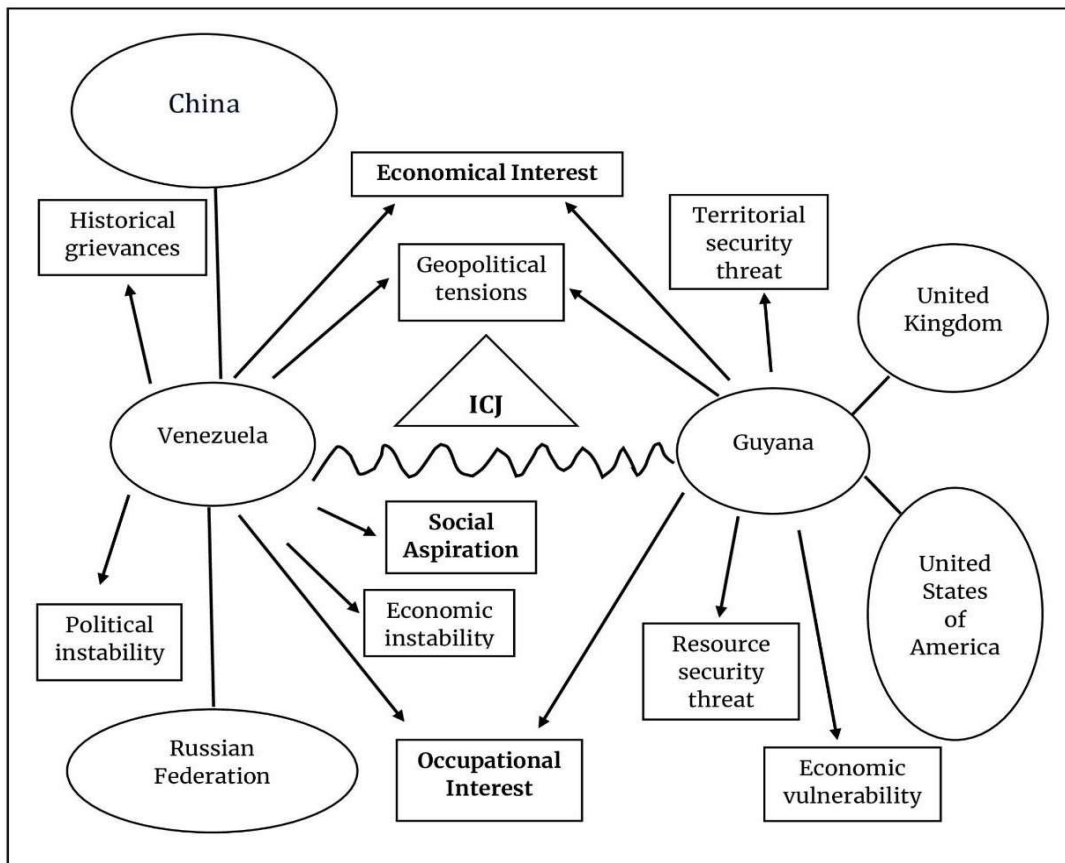 China
Economical Interest
Historical
grievances
Territorial
security
threat
Geopolitical
tensions
United
Kingdom
ICJ
Venezuela
Guyana
Social
Aspiration
United
States
of
America
Economic
instability
Political
instability
Resource
security
threat
Russian
Federation
Occupational
Interest
Economic
vulnerability